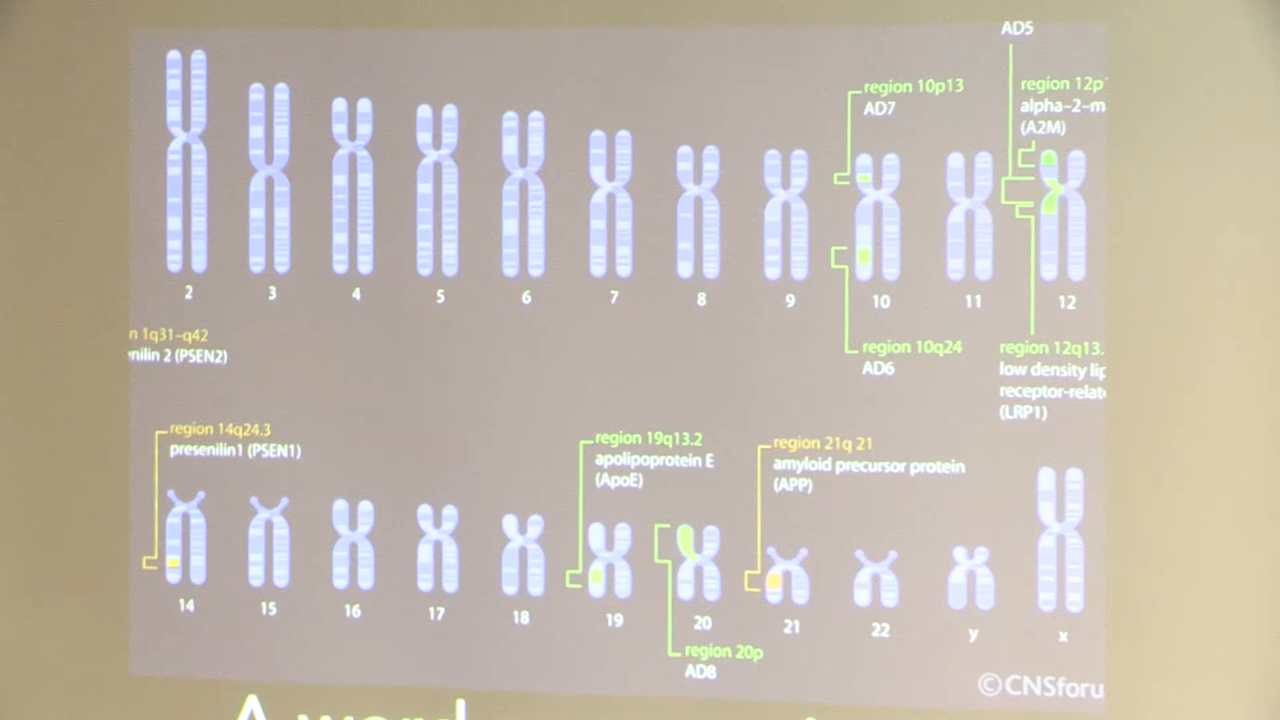 AD5
region 10p13
AD7
region 12p
alpha-2-m
(A2M)
2
3
4
5
6
7
8
9
10
11
12
n 1q31-q42
enilin 2 (PSEN2)
region 10q24
AD6
region 12q13.
low density lip
receptor-relat
(LRP1)
region 14q24.3
presenilin1 (PSEN1)
region 19q13.2
apolipoprotein E
(ApoE)
region 21q 21
amyloid precursor protein
(APP)
14
15
16
17
18
19
20
21
22
y
x
region 20p
AD8
©CNSforu
A word